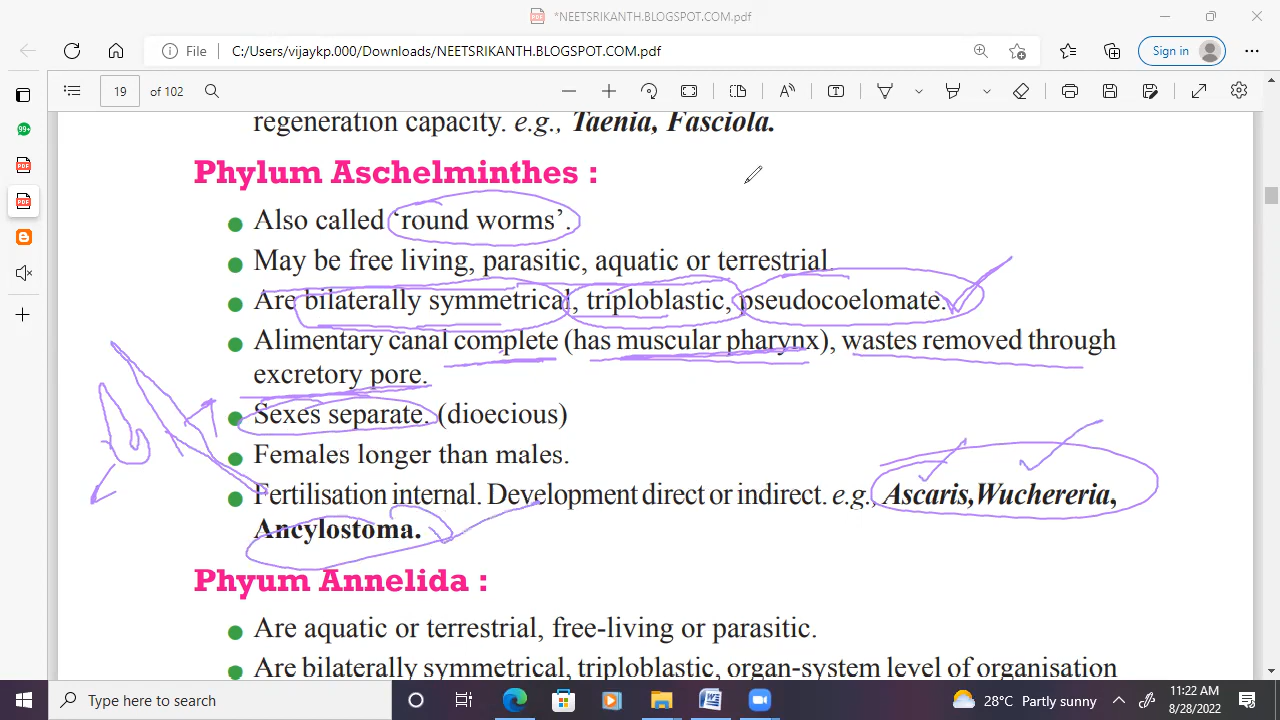 *NEETSRIKANTH.BLOGSPOT.COM.pdf
File C:/Users/vijaykp.000/Downloads/NEETSRIKANTH.BLOGSPOT.COM.pdf Sign in
19 of 102
99+
regeneration capacity. e.g., Taenia, Fasciola.
Phylum Aschelminthes :
Also called ‘round worms’.
May be free living, parasitic, aquatic or terrestrial.
Are bilaterally symmetrical, triploblastic, pseudocoelomate.
Alimentary canal complete (has muscular pharynx), wastes removed through
excretory pore.
Sexes separate. (dioecious)
Females longer than males.
Fertilisation internal. Development direct or indirect. e.g., Ascaris,Wuchereria,
Ancylostoma.
Phyum Annelida :
Are aquatic or terrestrial, free-living or parasitic.
Are bilaterally symmetrical, triploblastic, organ-system level of organisation
Type here to search 28°C Partly sunny 11:22 AM
8/28/2022